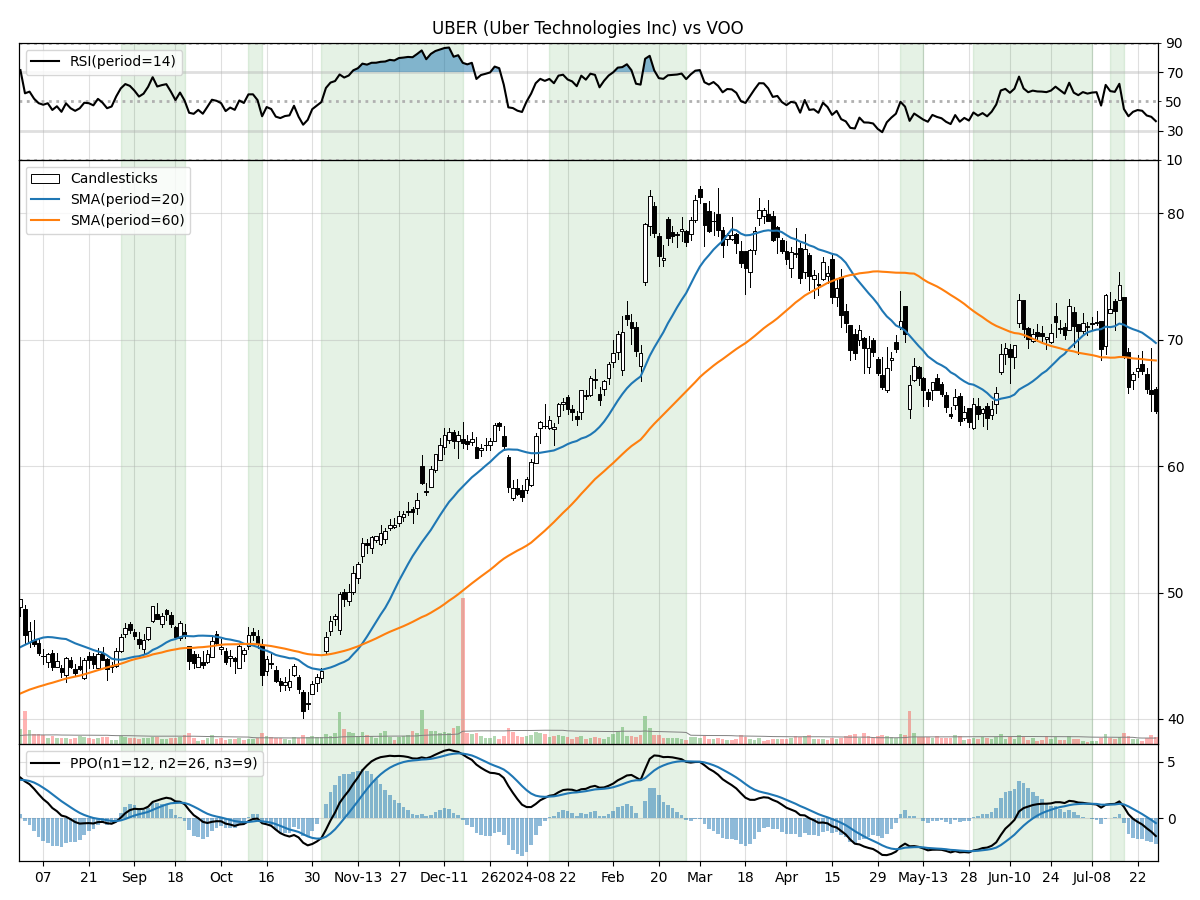 UBER (Uber Technologies Inc) vs VOO
RSI(period=14)
90
70
50
30
10
Candlesticks
SMA(period=20)
SMA(period=60)
80
70
60
50
40
PPO(n1=12, n2=26, n3=9)
5
0
07 21 Sep 18 Oct 16 30 Nov-13 27 Dec-11 26 2024-08 22 Feb 20 Mar 18 Apr 15 29 May-13 28 Jun-10 24 Jul-08 22